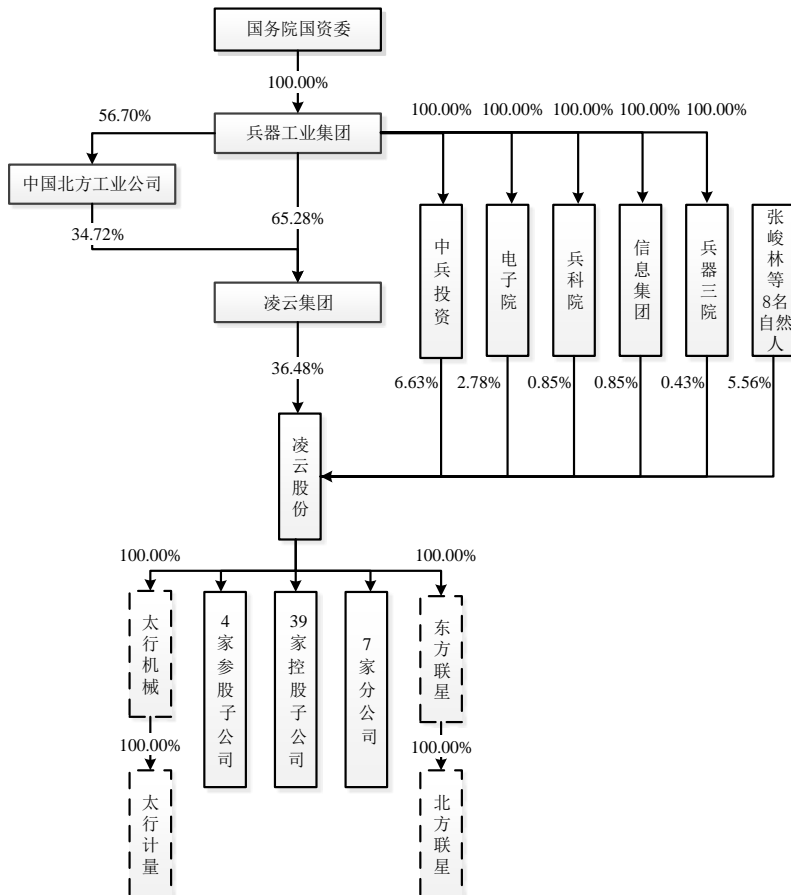 国务院国资委
100.00%
56.70%
兵器工业集团
100.00%
100.00%
100.00%
100.00%
100.00%
中国北方工业公司
34.72%
65.28%
中兵投资
电子院
兵科院
信息集团
兵器三院
张峻林等8名自然人
凌云集团
36.48%
6.63%
2.78%
0.85%
0.85%
0.43%
5.56%
凌云股份
100.00%
100.00%
太行机械
4家参股子公司
39家控股子公司
7家分公司
东方联星
100.00%
100.00%
太行计量
北方联星